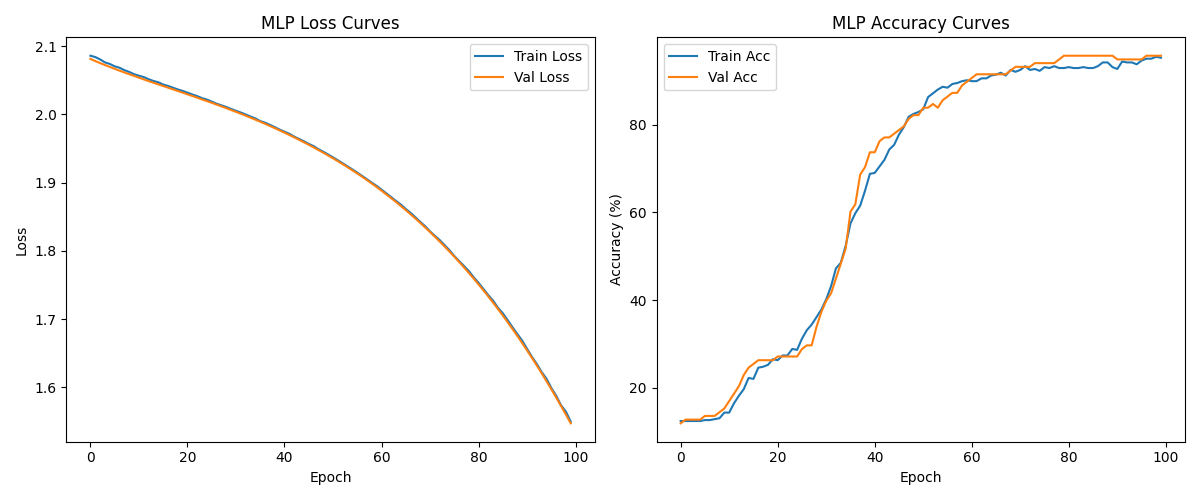 MLP Loss Curves
2.1
2.0
1.9
1.8
1.7
1.6
Loss
0 20 40 60 80 100
Epoch
Train Loss
Val Loss
MLP Accuracy Curves
80
60
40
20
Accuracy (%)
0 20 40 60 80 100
Epoch
Train Acc
Val Acc